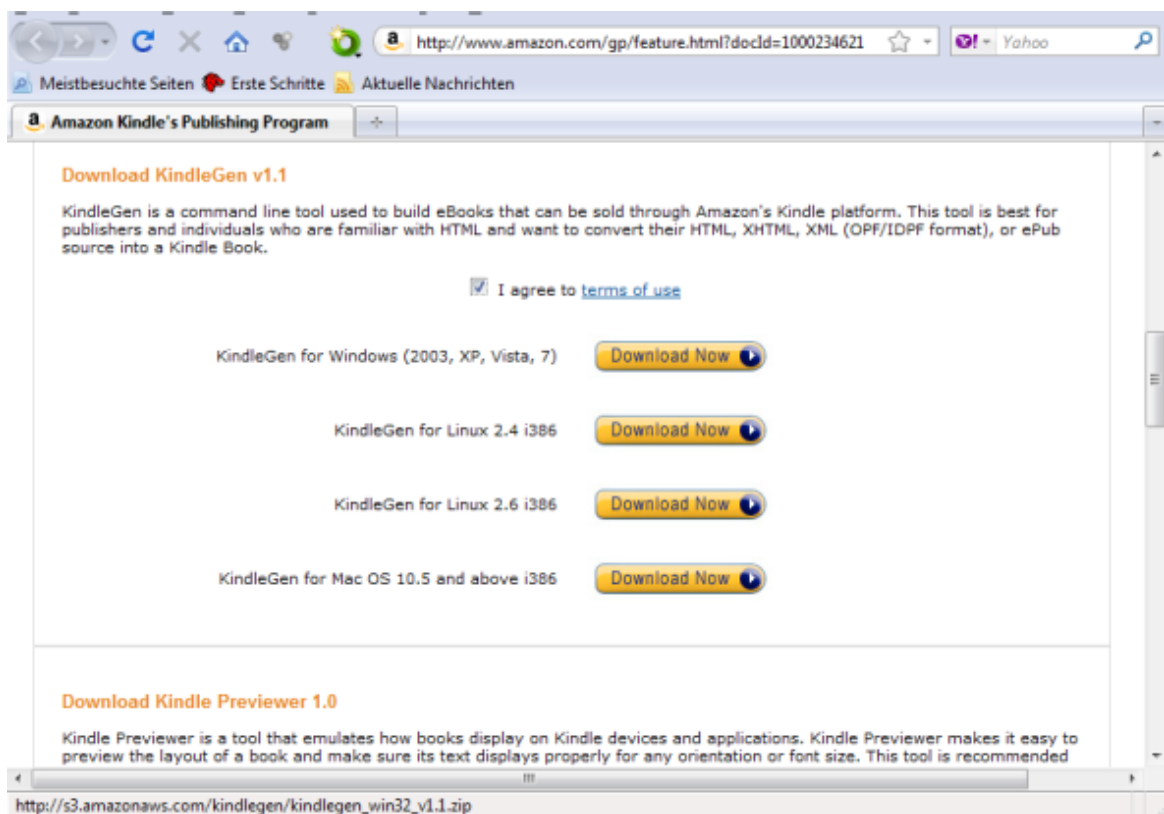 http://www.amazon.com/gp/feature.html?docId=1000234621
Yahoo
Meistbesuchte Seiten Erste Schritte Aktuelle Nachrichten
Amazon Kindle's Publishing Program
Download KindleGen v1.1
KindleGen is a command line tool used to build eBooks that can be sold through Amazon's Kindle platform. This tool is best for
publishers and individuals who are familiar with HTML and want to convert their HTML, XHTML, XML (OPF/IDPF format), or ePub
source into a Kindle Book.
I agree to terms of use
KindleGen for Windows (2003, XP, Vista, 7) Download Now
KindleGen for Linux 2.4 i386 Download Now
KindleGen for Linux 2.6 i386 Download Now
KindleGen for Mac OS 10.5 and above i386 Download Now
Download Kindle Previewer 1.0
Kindle Previewer is a tool that emulates how books display on Kindle devices and applications. Kindle Previewer makes it easy to
preview the layout of a book and make sure its text displays properly for any orientation or font size. This tool is recommended
http://s3.amazonaws.com/kindlegen/kindlegen_win32_v1.1.zip